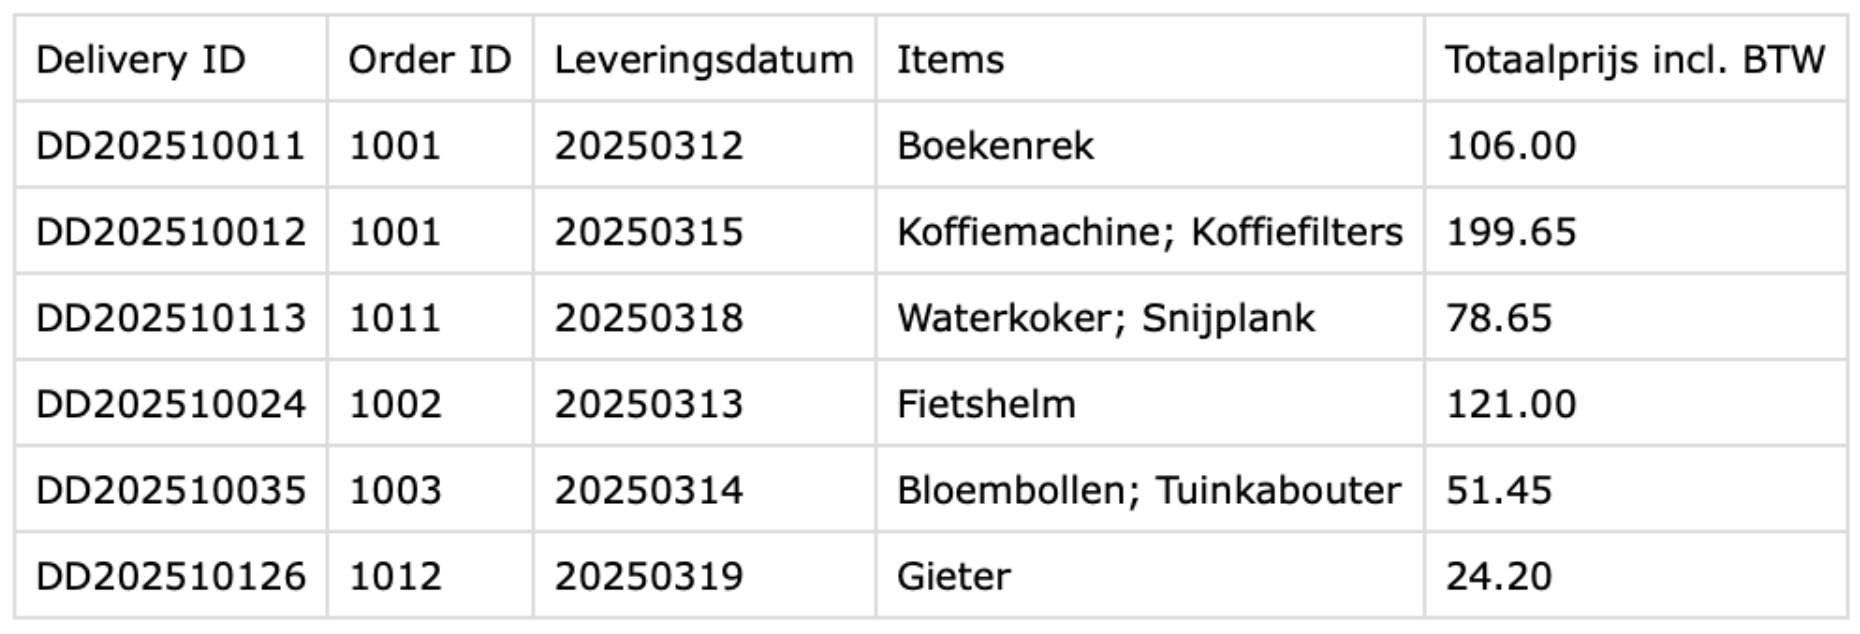 Delivery ID Order ID Leveringsdatum Items Totaalprijs incl. BTW
DD202510011 1001 20250312 Boekenrek 106.00
DD202510012 1001 20250315 Koffiemachine; Koffiefilters 199.65
DD202510113 1011 20250318 Waterkoker; Snijplank 78.65
DD202510024 1002 20250313 Fietshelm 121.00
DD202510035 1003 20250314 Bloembollen; Tuinkabouter 51.45
DD202510126 1012 20250319 Gieter 24.20